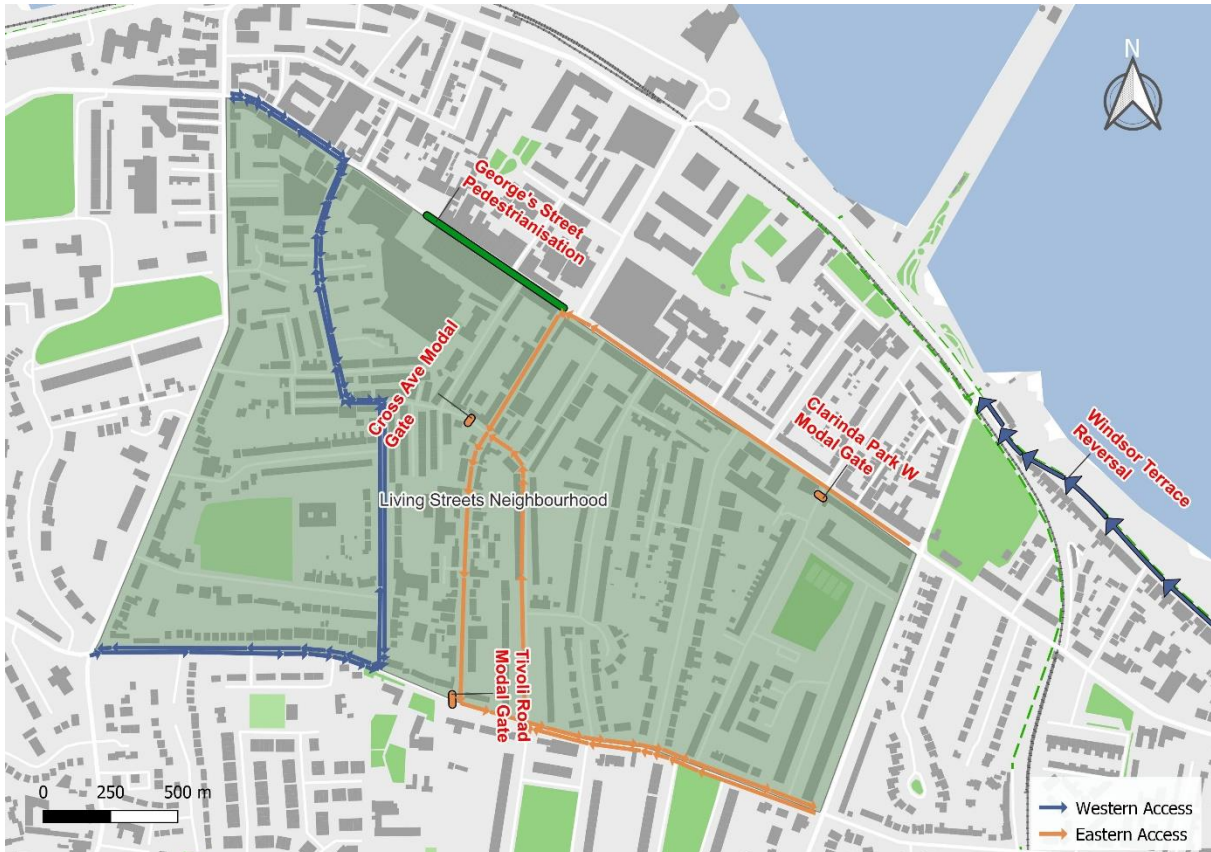 N
George's Street
Pedestrianisation
Cross Ave Modal
Gate
Clarinda Park W
Modal Gate
Windsor Terrace
Reversal
Living Streets Neighbourhood
Tivoli Road
Modal Gate
0 250 500 m
Western Access
Eastern Access